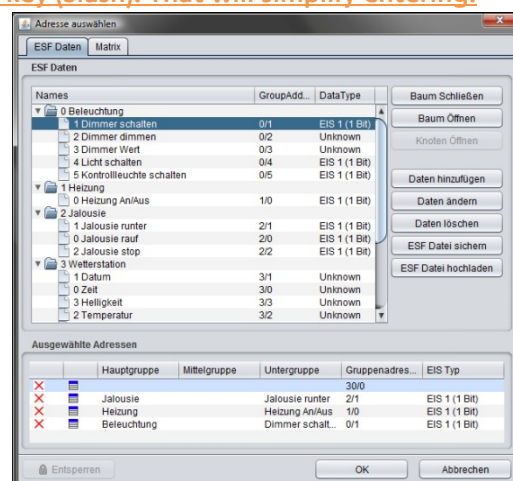 key (slash). That will simplify entering.
Adresse auswählen
ESF Daten Matrix
ESF Daten
Names GroupAdd... DataType
0 Beleuchtung
1 Dimmer schalten 0/1 EIS 1 (1 Bit)
2 Dimmer dimmen 0/2 Unknown
3 Dimmer Wert 0/3 Unknown
4 Licht schalten 0/4 EIS 1 (1 Bit)
5 Kontrollleuchte schalten 0/5 EIS 1 (1 Bit)
1 Heizung
0 Heizung An/Aus 1/0 EIS 1 (1 Bit)
2 Jalousie
1 Jalousie runter 2/1 EIS 1 (1 Bit)
0 Jalousie rauf 2/0 EIS 1 (1 Bit)
2 Jalousie stop 2/2 EIS 1 (1 Bit)
3 Wetterstation
1 Datum 3/1 Unknown
0 Zeit 3/0 Unknown
3 Helligkeit 3/3 Unknown
2 Temperatur 3/2 Unknown
Baum Schließen
Baum Öffnen
Knoten Öffnen
Daten hinzufügen
Daten ändern
Daten löschen
ESF Datei sichern
ESF Datei hochladen
Ausgewählte Adressen
Hauptgruppe Mittelgruppe Untergruppe Gruppenadres... EIS Typ
30/0
Jalousie Jalousie runter 2/1 EIS 1 (1 Bit)
Heizung Heizung An/Aus 1/0 EIS 1 (1 Bit)
Beleuchtung Dimmer schalt... 0/1 EIS 1 (1 Bit)
Entsperren OK Abbrechen